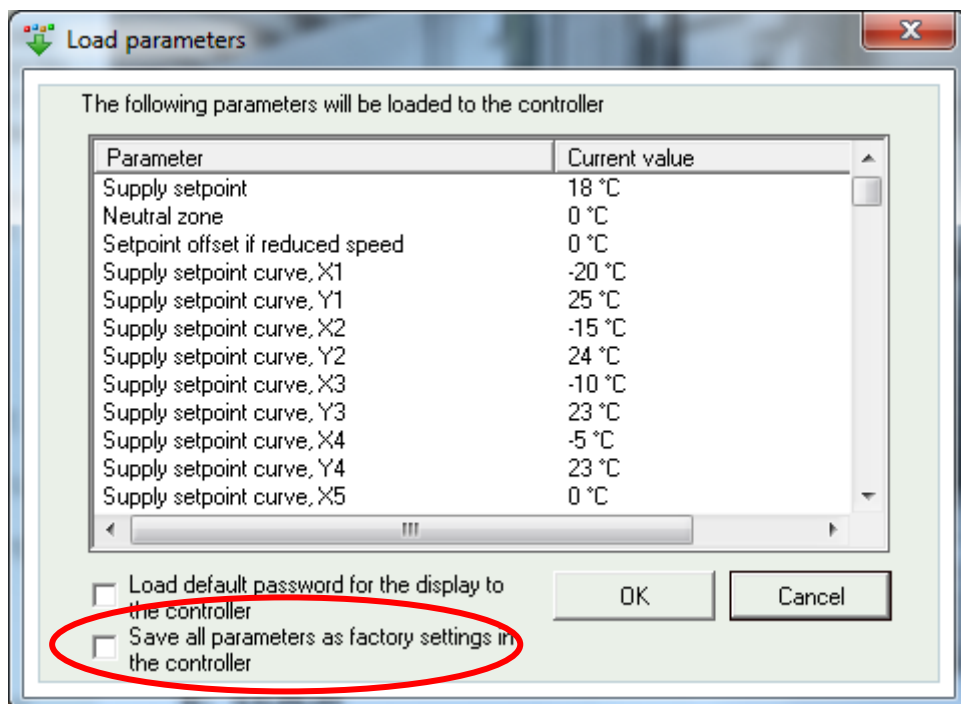 Load parameters
The following parameters will be loaded to the controller
Parameter Current value
Supply setpoint 18 °C
Neutral zone 0 °C
Setpoint offset if reduced speed 0 °C
Supply setpoint curve, X1 -20 °C
Supply setpoint curve, Y1 25 °C
Supply setpoint curve, X2 -15 °C
Supply setpoint curve, Y2 24 °C
Supply setpoint curve, X3 -10 °C
Supply setpoint curve, Y3 23 °C
Supply setpoint curve, X4 -5 °C
Supply setpoint curve, Y4 23 °C
Supply setpoint curve, X5 0 °C
Load default password for the display to
the controller
OK Cancel
Save all parameters as factory settings in
the controller